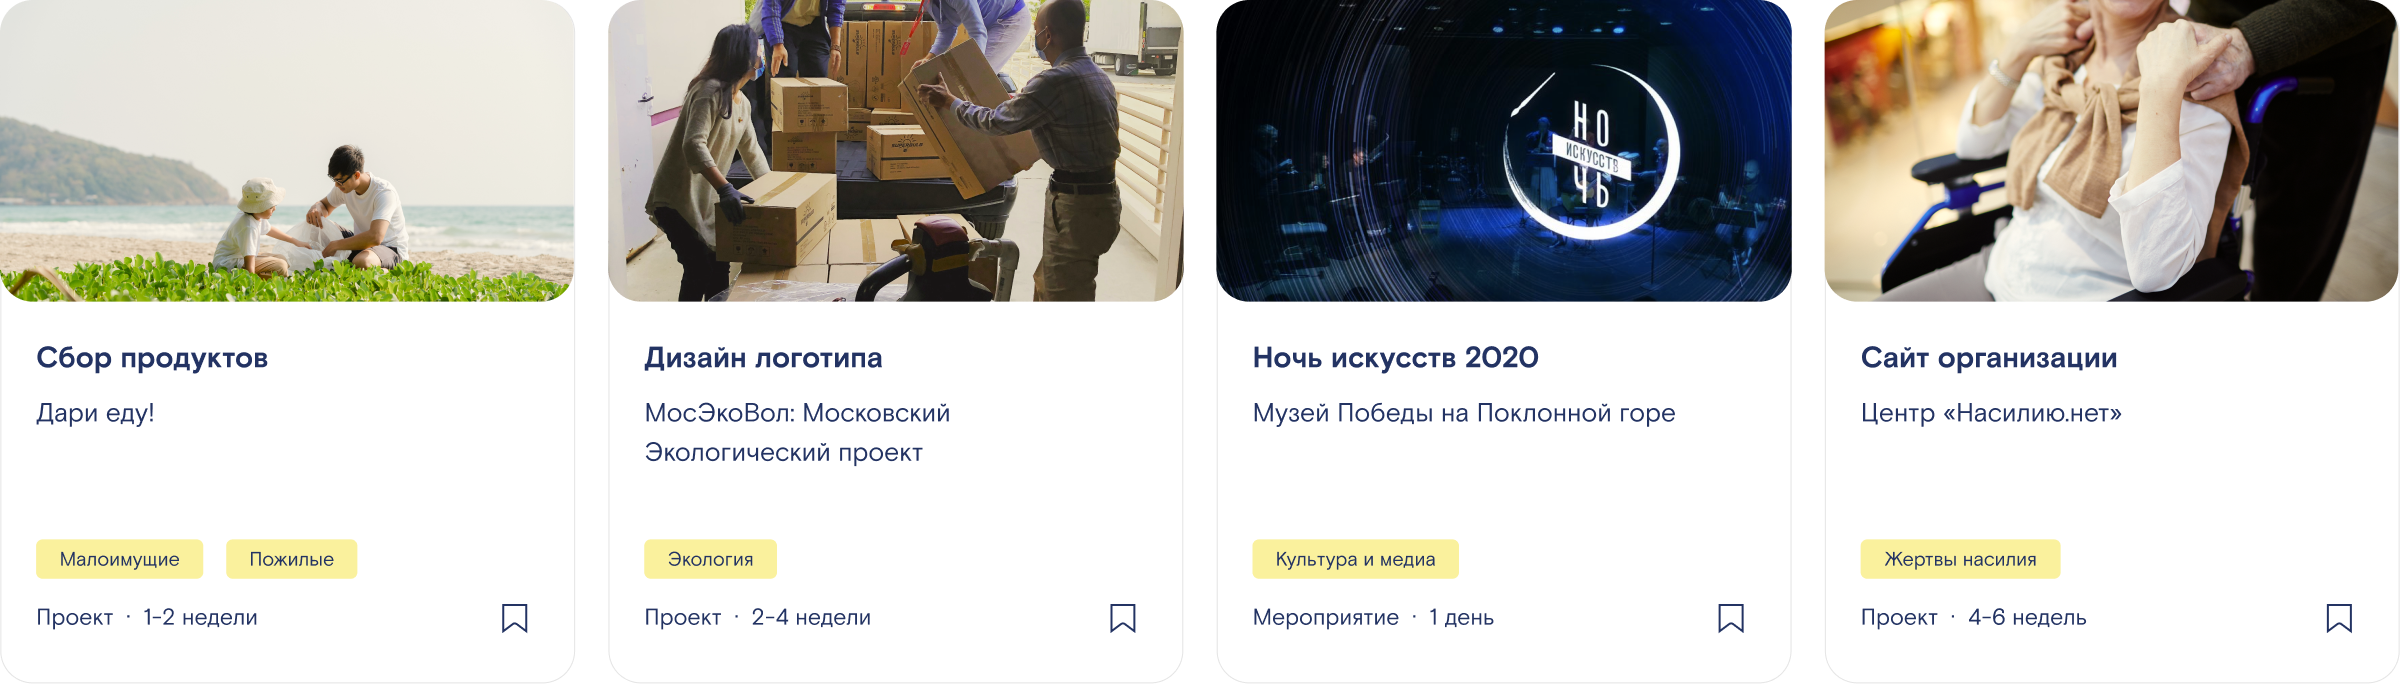 НО
ИСКУССТВ
ЧЬ
Сбор продуктов
Дари еду!
Малоимущие
Пожилые
Проект · 1-2 недели
Дизайн логотипа
МосЭкоВол: Московский
Экологический проект
Экология
Проект · 2-4 недели
Ночь искусств 2020
Музей Победы на Поклонной горе
Культура и медиа
Мероприятие · 1 день
Сайт организации
Центр «Насилию.нет»
Жертвы насилия
Проект · 4-6 недель